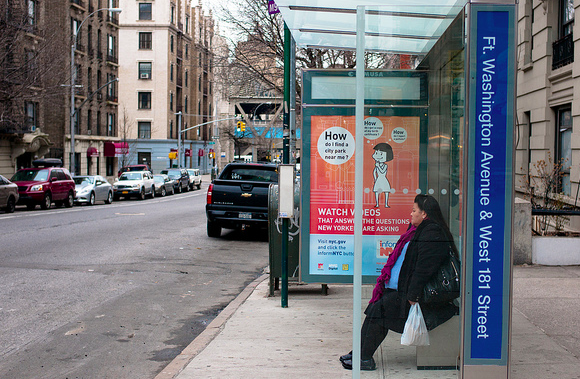 How
do I find a
city park
near me?
How
How
do I
WATCH VIDEOS
THAT ANSWER THE QUESTIONS
NEW YORKERS ARE ASKING
Visit nyc.gov
and click the
informNYC button
Ft. Washington Avenue & West 181 Street